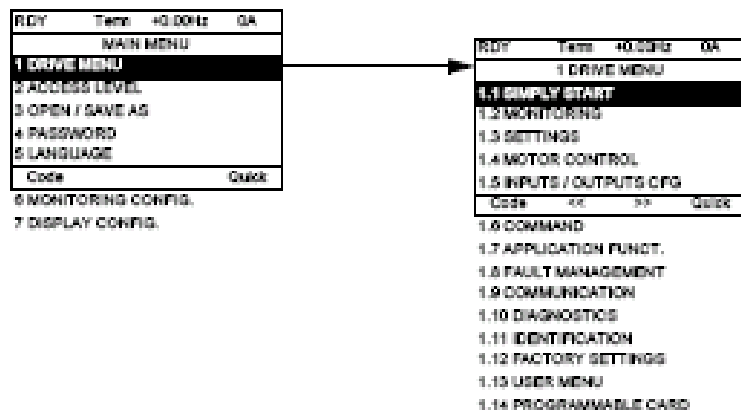 RDY Term +0.00Hz 0A
MAIN MENU
1 DRIVE MENU
2 ACCESS LEVEL
3 OPEN / SAVE AS
4 PASSWORD
5 LANGUAGE
Code Quick
6 MONITORING CONFIG.
7 DISPLAY CONFIG.
RDY Term +0.00Hz 0A
1 DRIVE MENU
1.1 SIMPLY START
1.2 MONITORING
1.3 SETTINGS
1.4 MOTOR CONTROL
1.5 INPUTS / OUTPUTS CFG
Code << >> Quick
1.6 COMMAND
1.7 APPLICATION FUNCT.
1.8 FAULT MANAGEMENT
1.9 COMMUNICATION
1.10 DIAGNOSTICS
1.11 IDENTIFICATION
1.12 FACTORY SETTINGS
1.13 USER MENU
1.14 PROGRAMMABLE CARD